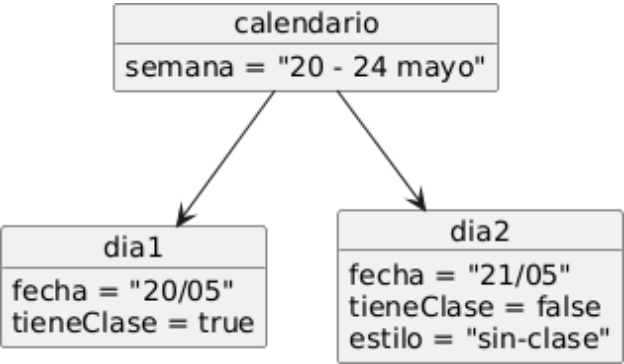 calendario
semana = "20 - 24 mayo"
dia1
fecha = "20/05"
tieneClase = true
dia2
fecha = "21/05"
tieneClase = false
estilo = "sin-clase"